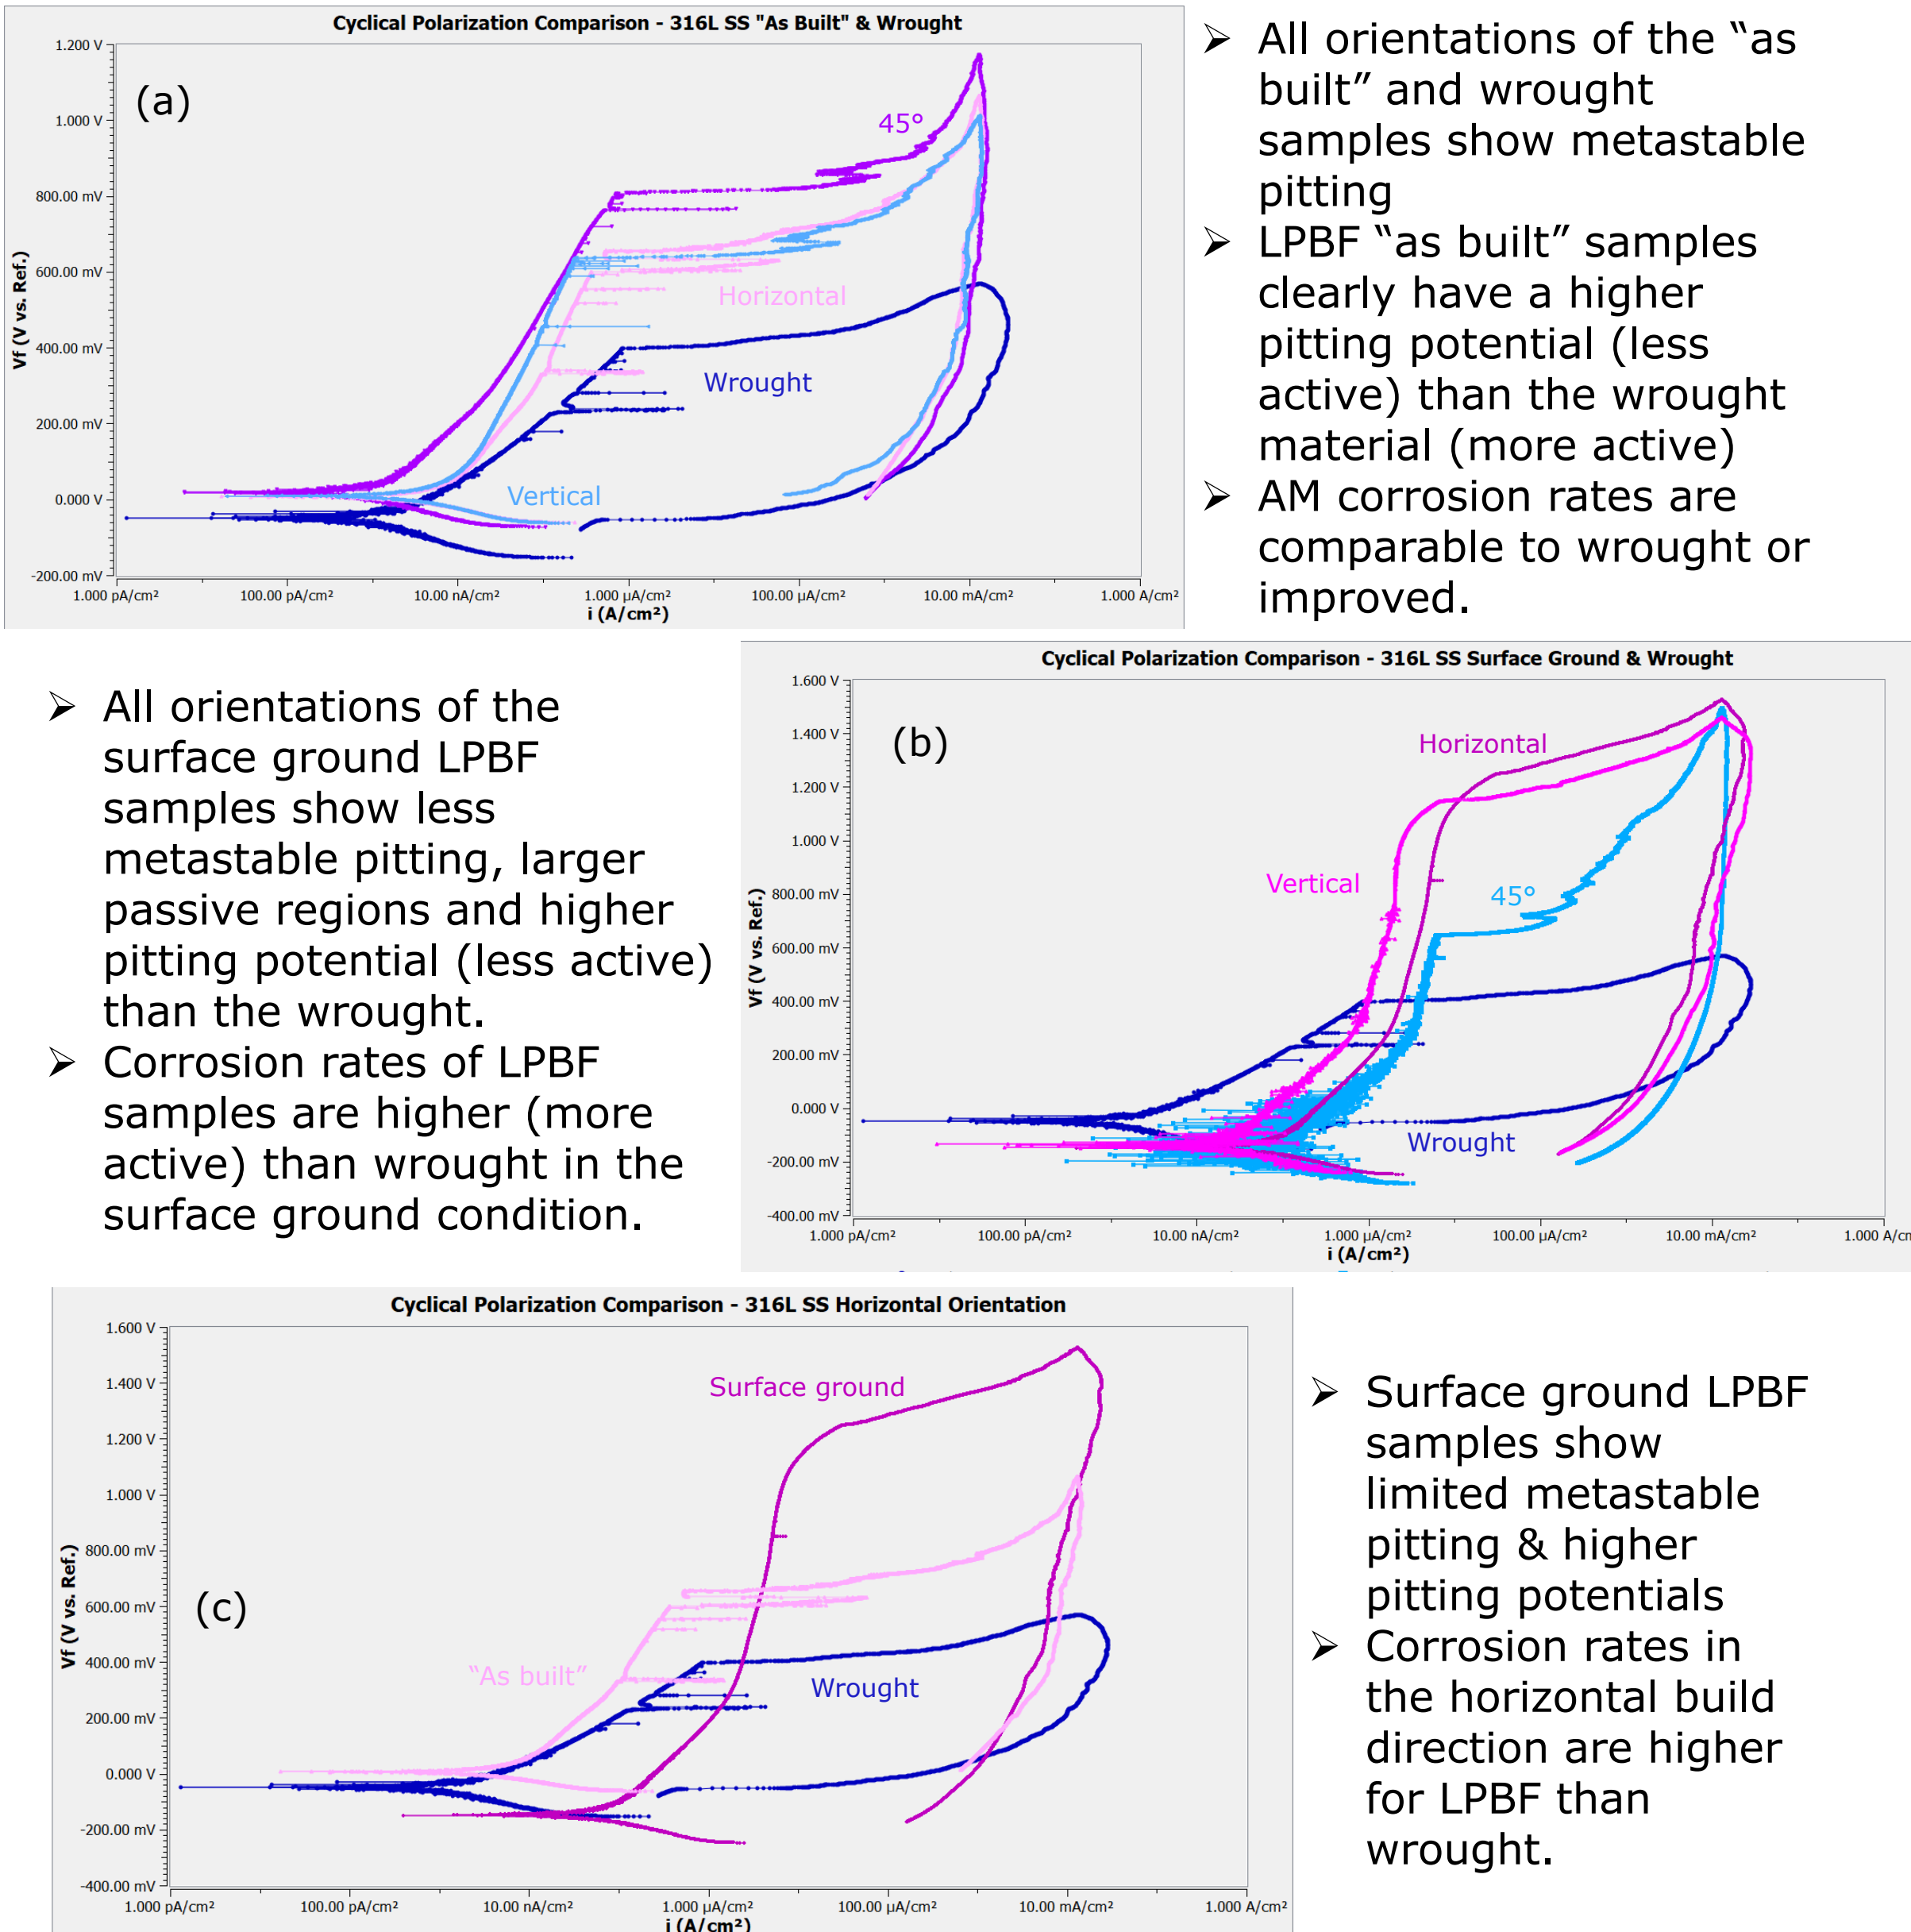 Cyclical Polarization Comparison - 316L SS "As Built" & Wrought
(a)
1.200 V
1.000 V
800.00 mV
600.00 mV
400.00 mV
200.00 mV
0.000 V
-200.00 mV
Vf (V vs. Ref.)
45°
Horizontal
Wrought
Vertical
1.000 pA/cm²
100.00 pA/cm²
10.00 nA/cm²
1.000 µA/cm²
100.00 µA/cm²
10.00 mA/cm²
1.000 A/cm²
i (A/cm²)
➢ All orientations of the “as
built” and wrought
samples show metastable
pitting
➢ LPBF “as built” samples
clearly have a higher
pitting potential (less
active) than the wrought
material (more active)
➢ AM corrosion rates are
comparable to wrought or
improved.
➢ All orientations of the
surface ground LPBF
samples show less
metastable pitting, larger
passive regions and higher
pitting potential (less active)
than the wrought.
➢ Corrosion rates of LPBF
samples are higher (more
active) than wrought in the
surface ground condition.
Cyclical Polarization Comparison - 316L SS Surface Ground & Wrought
(b)
1.600 V
1.400 V
1.200 V
1.000 V
800.00 mV
600.00 mV
400.00 mV
200.00 mV
0.000 V
-200.00 mV
-400.00 mV
Vf (V vs. Ref.)
Horizontal
Vertical
45°
Wrought
1.000 pA/cm²
100.00 pA/cm²
10.00 nA/cm²
1.000 µA/cm²
100.00 µA/cm²
10.00 mA/cm²
1.000 A/cm
i (A/cm²)
Cyclical Polarization Comparison - 316L SS Horizontal Orientation
(c)
1.600 V
1.400 V
1.200 V
1.000 V
800.00 mV
600.00 mV
400.00 mV
200.00 mV
0.000 V
-200.00 mV
-400.00 mV
Vf (V vs. Ref.)
Surface ground
“As built”
Wrought
1.000 pA/cm²
100.00 pA/cm²
10.00 nA/cm²
1.000 µA/cm²
100.00 µA/cm²
10.00 mA/cm²
1.000 A/cm²
i (A/cm²)
➢ Surface ground LPBF
samples show
limited metastable
pitting & higher
pitting potentials
➢ Corrosion rates in
the horizontal build
direction are higher
for LPBF than
wrought.